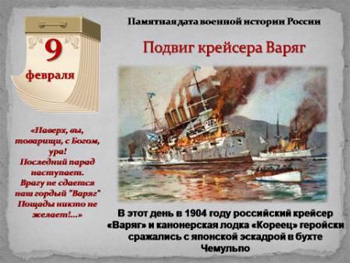 Памятная дата военной истории России
Подвиг крейсера Варяг
9
февраля
«Наверх, вы,
товарищи, с Богом,
ура!
Последний парад
наступает.
Врагу не сдается
наш гордый "Варяг"
Пощады никто не
желает!...»
В этот день в 1904 году российский крейсер
«Варяг» и канонерская лодка «Кореец» геройски
сражались с японской эскадрой в бухте
Чемульпо